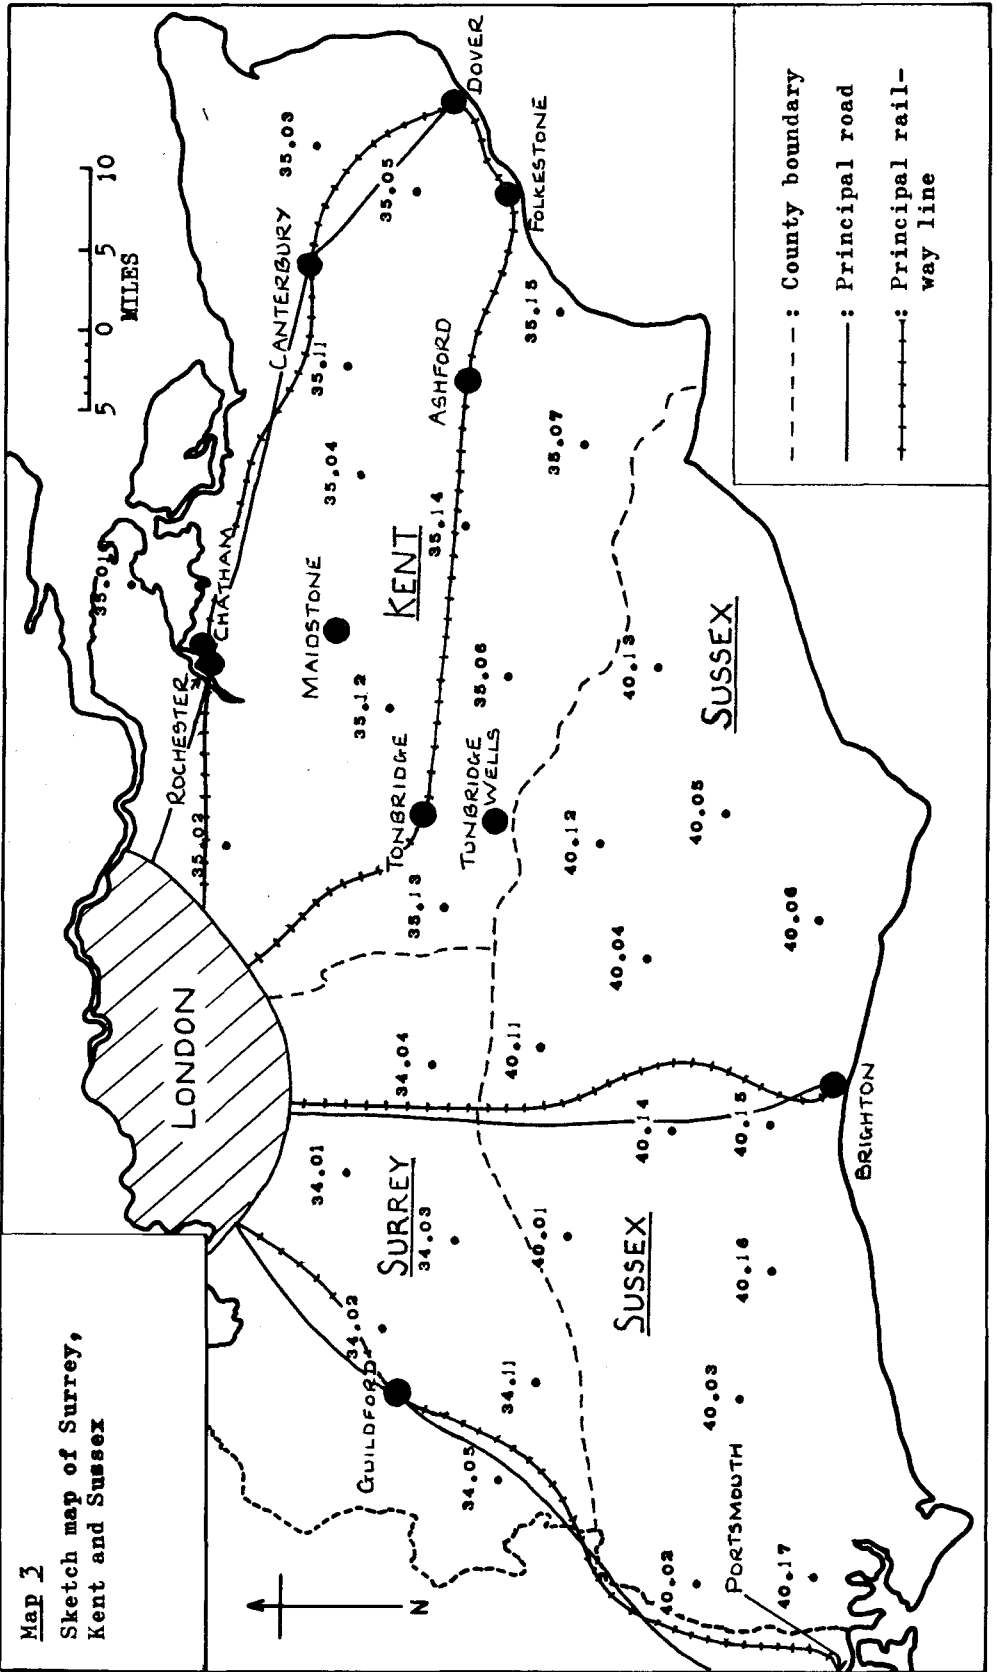 Map 3
Sketch map of Surrey,
Kent and Sussex
N
5 0 5 10
MILES
LONDON
ROCHESTER
CHATHAM
CANTERBURY
DOVER
FOLKESTONE
ASHFORD
MAIDSTONE
KENT
TONBRIDGE
TUNBRIDGE
WELLS
SURREY
GUILDFORD
SUSSEX
SUSSEX
BRIGHTON
PORTSMOUTH
35.02
35.03
35.04
35.05
35.06
35.07
35.11
35.12
35.13
35.14
35.15
34.01
34.02
34.03
34.04
34.05
34.11
40.01
40.02
40.03
40.04
40.05
40.06
40.11
40.12
40.13
40.14
40.15
40.16
40.17
: County boundary
: Principal road
: Principal rail-
way line